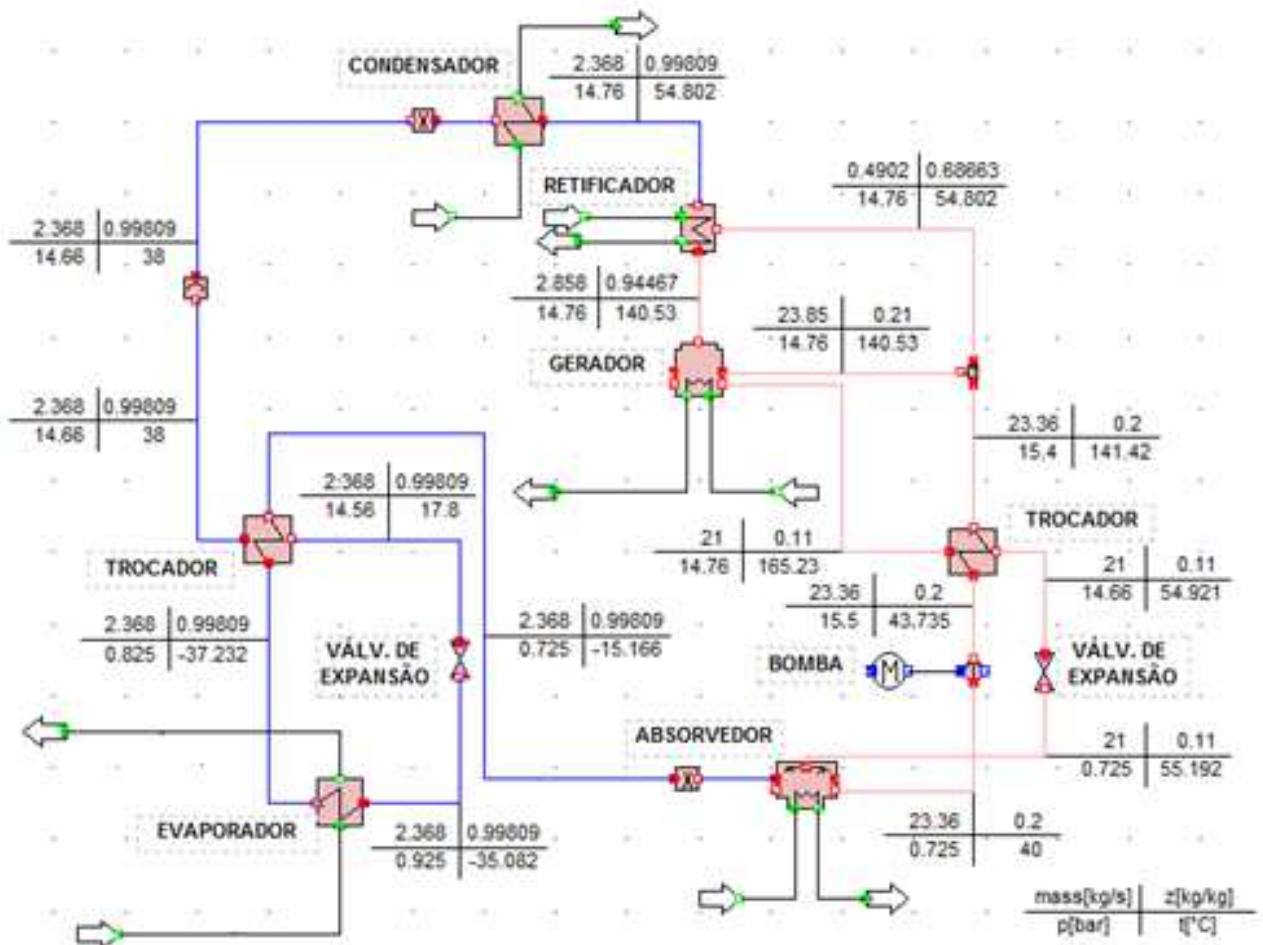 CONDENSADOR
2.368 0.99809
14.76 54.802
RETIFICADOR
0.4902 0.68663
14.76 54.802
2.368 0.99809
14.66 38
2.858 0.94467
14.76 140.53
23.85 0.21
14.76 140.53
GERADOR
2.368 0.99809
14.66 38
23.36 0.2
15.4 141.42
2.368 0.99809
14.56 17.8
TROCADOR
21 0.11
14.76 165.23
TROCADOR
21 0.11
14.66 54.921
23.36 0.2
15.5 43.735
2.368 0.99809
0.825 -37.232
2.368 0.99809
0.725 -15.166
VÁLV. DE
EXPANSÃO
BOMBA
M
VÁLV. DE
EXPANSÃO
ABSORVEDOR
21 0.11
0.725 55.192
EVAPORADOR
2.368 0.99809
0.925 -35.082
23.36 0.2
0.725 40
mass[kg/s] z[kg/kg]
p[bar] t[°C]